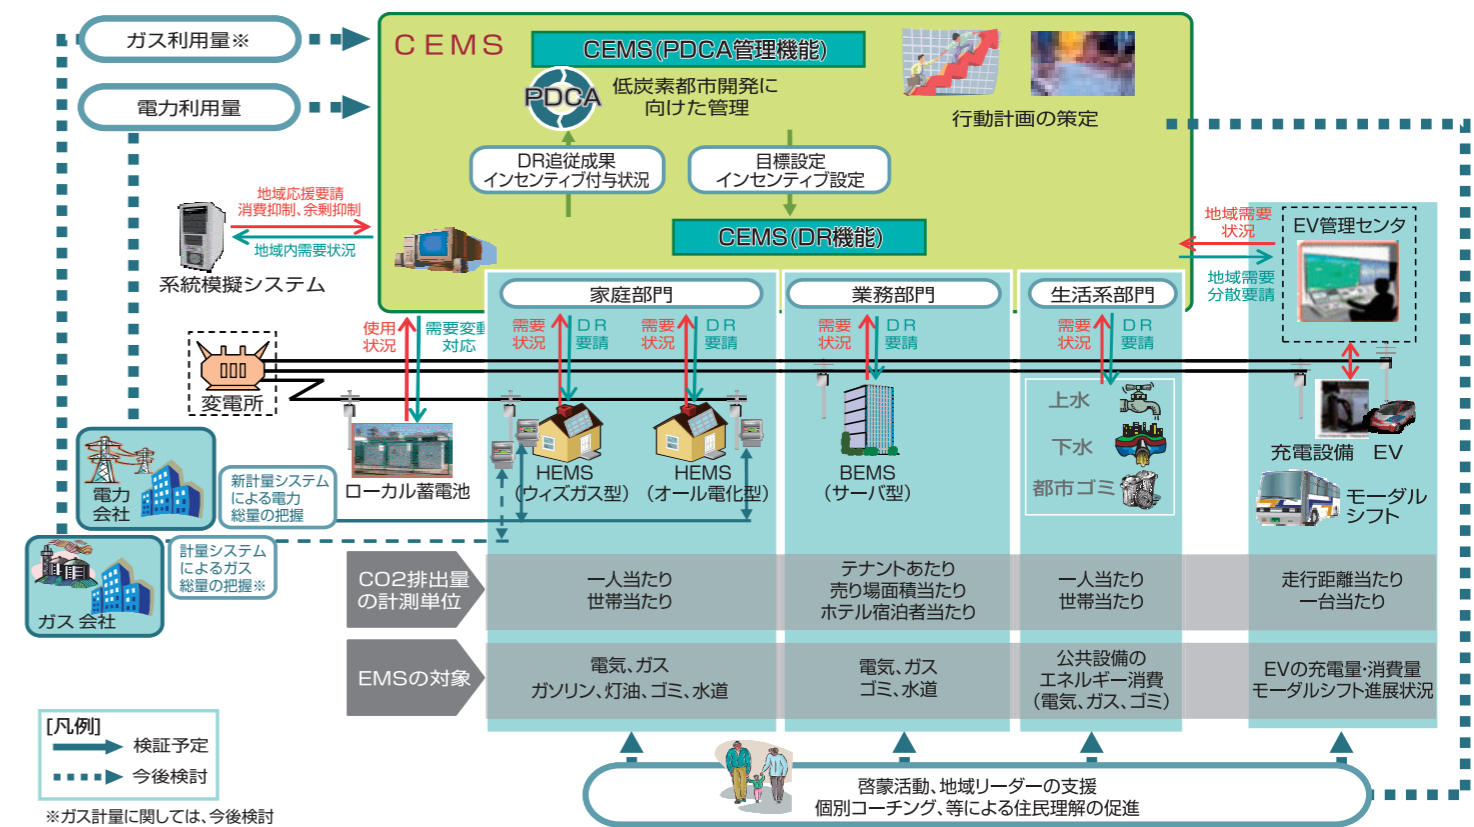 ガス利用量※
電力利用量
CEMS
CEMS(PDCA管理機能)
PDCA
低炭素都市開発に
向けた管理
行動計画の策定
DR追従成果
インセンティブ付与状況
目標設定
インセンティブ設定
CEMS(DR機能)
地域応援要請
消費抑制、余剰抑制
地域内需要状況
系統模擬システム
地域需要
状況
地域需要
分散要請
EV管理センタ
家庭部門
業務部門
生活系部門
使用
状況
需要変動
対応
需要
状況
DR
要請
需要
状況
DR
要請
需要
状況
DR
要請
需要
状況
DR
要請
変電所
ローカル蓄電池
HEMS
(ウィズガス型)
HEMS
(オール電化型)
BEMS
(サーバ型)
上水
下水
都市ゴミ
充電設備
EV
モーダル
シフト
電力
会社
新計量システム
による電力
総量の把握
ガス会社
計量システム
によるガス
総量の把握※
CO2排出量
の計測単位
一人当たり
世帯当たり
テナントあたり
売り場面積当たり
ホテル宿泊者当たり
一人当たり
世帯当たり
走行距離当たり
一台当たり
EMSの対象
電気、ガス
ガソリン、灯油、ゴミ、水道
電気、ガス
ゴミ、水道
公共設備の
エネルギー消費
(電気、ガス、ゴミ)
EVの充電量・消費量
モーダルシフト進展状況
[凡例]
検証予定
今後検討
※ガス計量に関しては、今後検討
啓蒙活動、地域リーダーの支援
個別コーチング、等による住民理解の促進